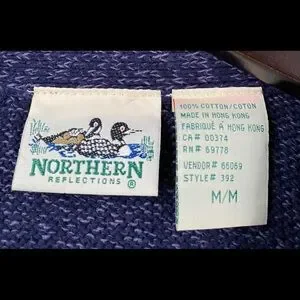 NORTHERN
REFLECTIONS ®
100% COTTON/COTON
MADE IN HONG KONG
FABRIQUÉ À HONG KONG
CA# 00374
RN# 69778
VENDOR# 66069
STYLE# 392
M/M